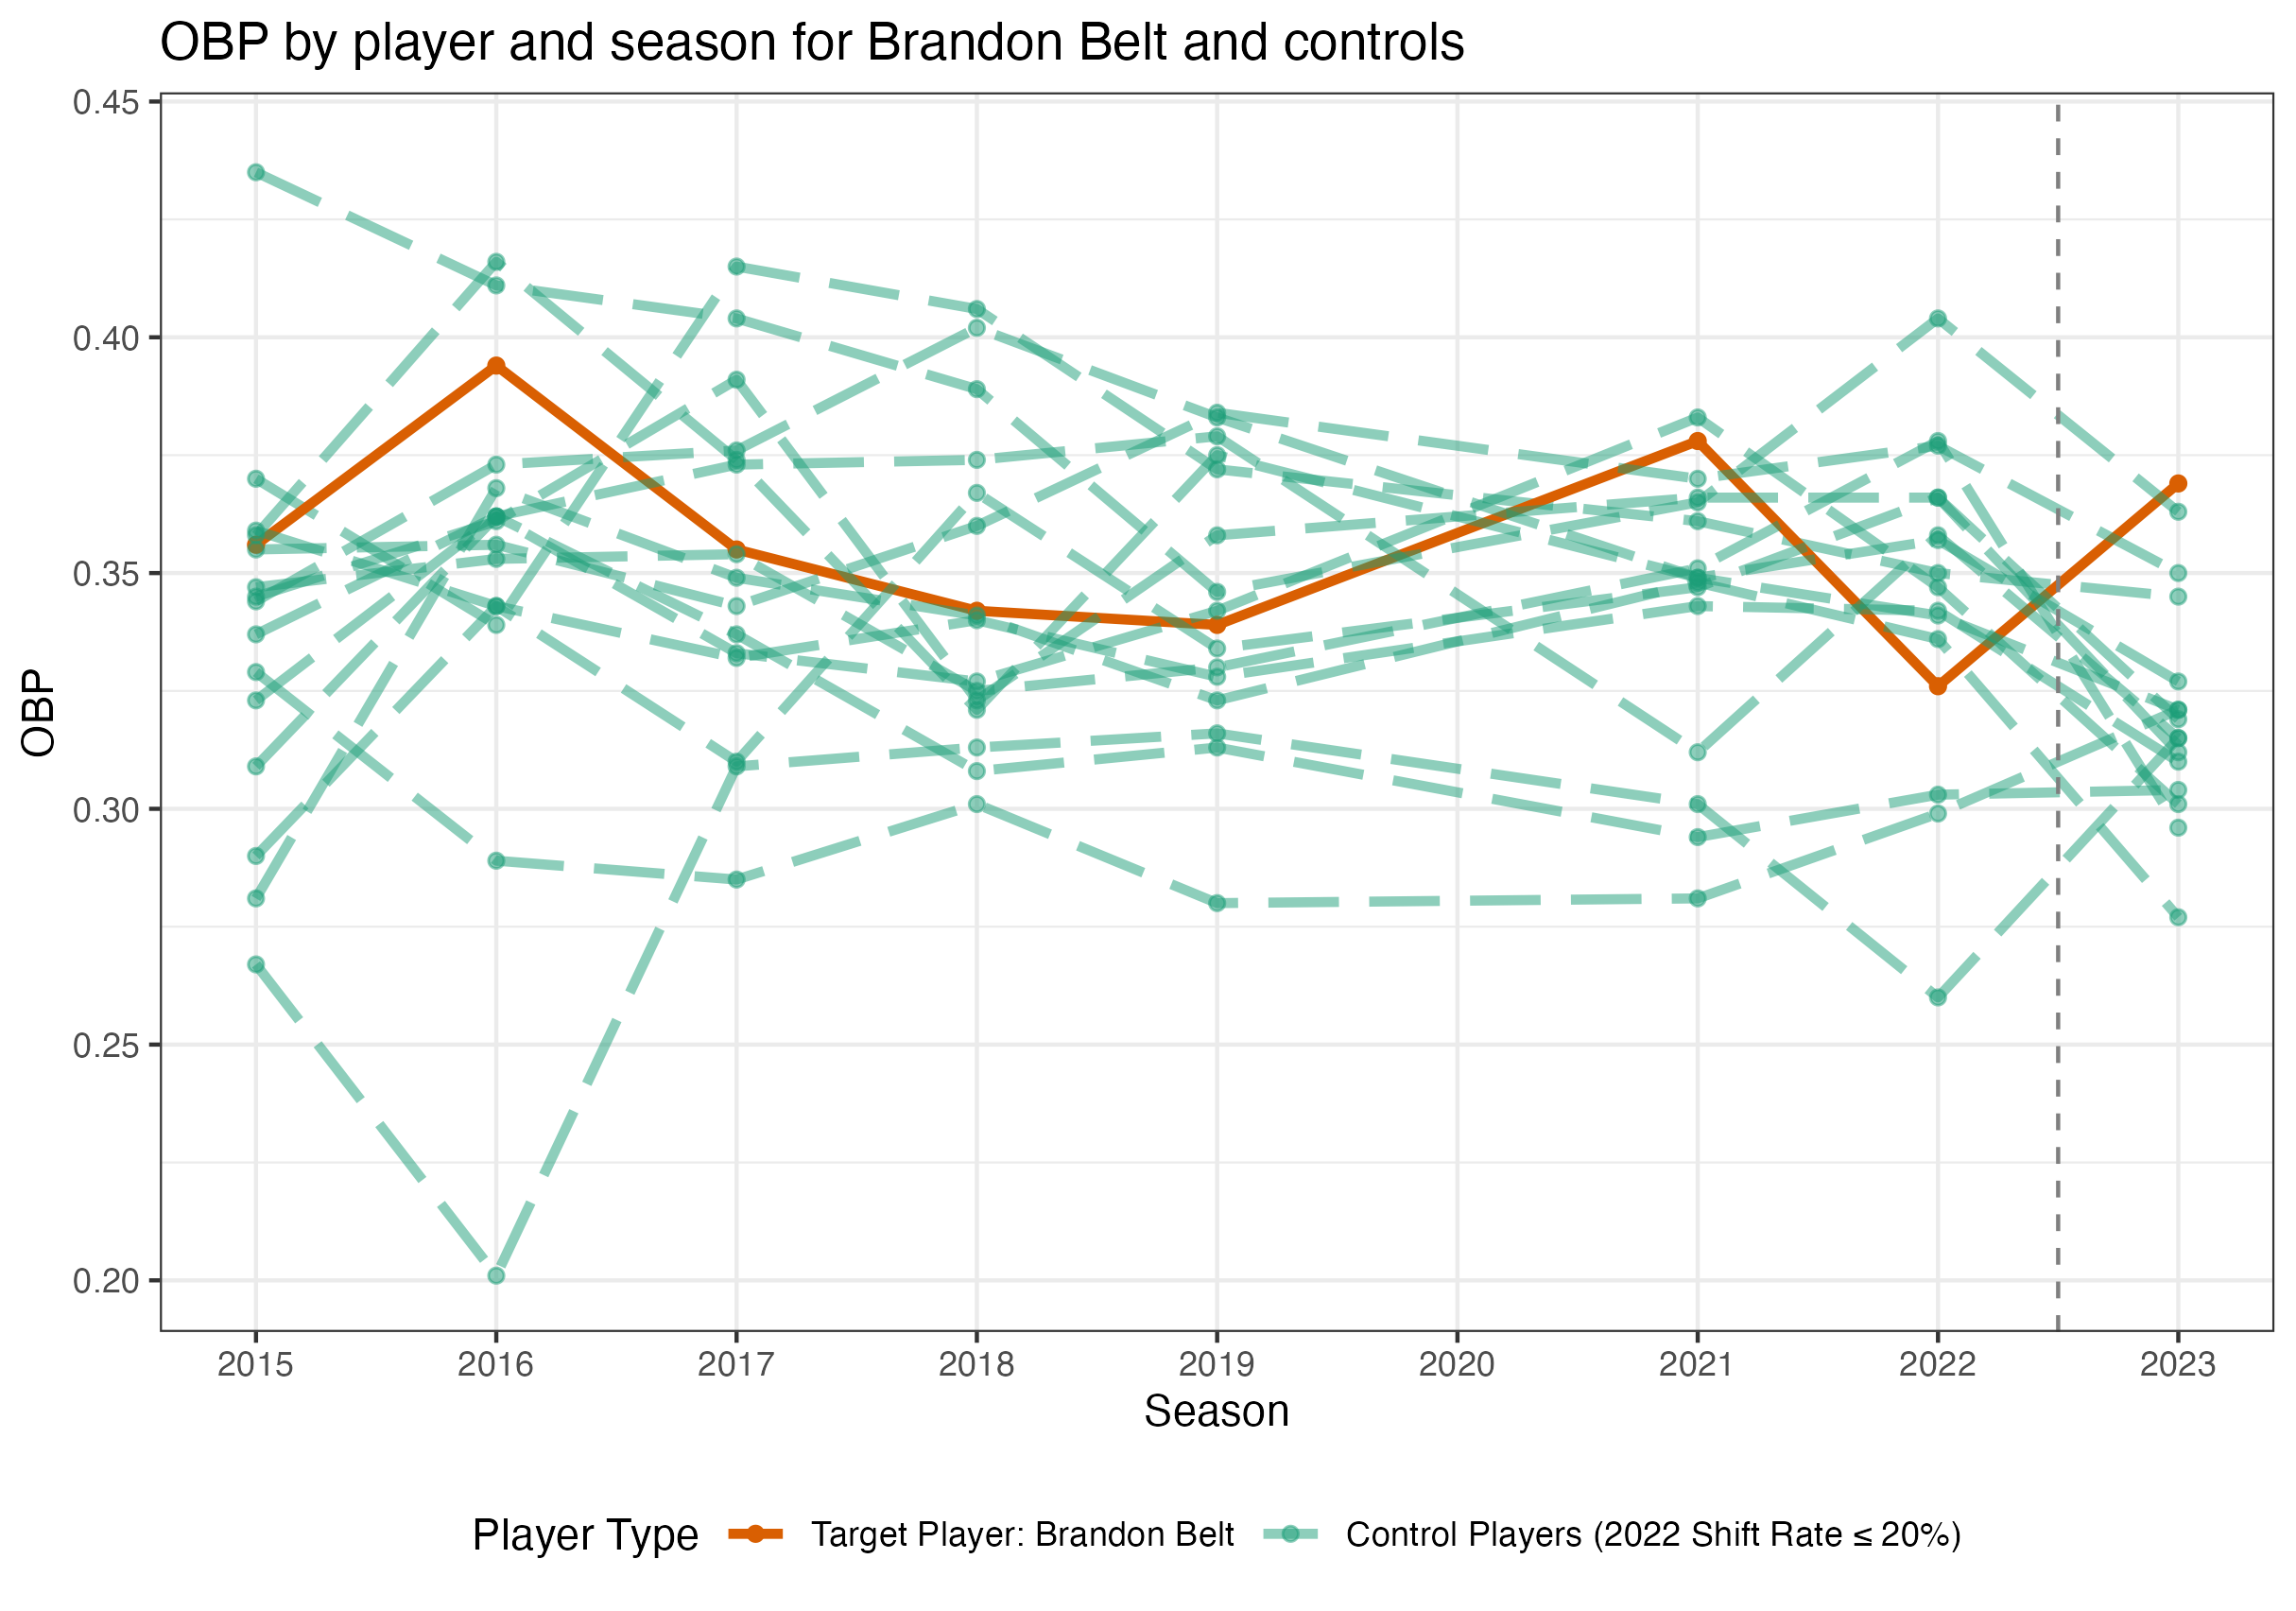 OBP by player and season for Brandon Belt and controls
0.45
0.40
0.35
0.30
0.25
0.20
OBP
2015 2016 2017 2018 2019 2020 2021 2022 2023
Season
Player Type Target Player: Brandon Belt Control Players (2022 Shift Rate ≤ 20%)